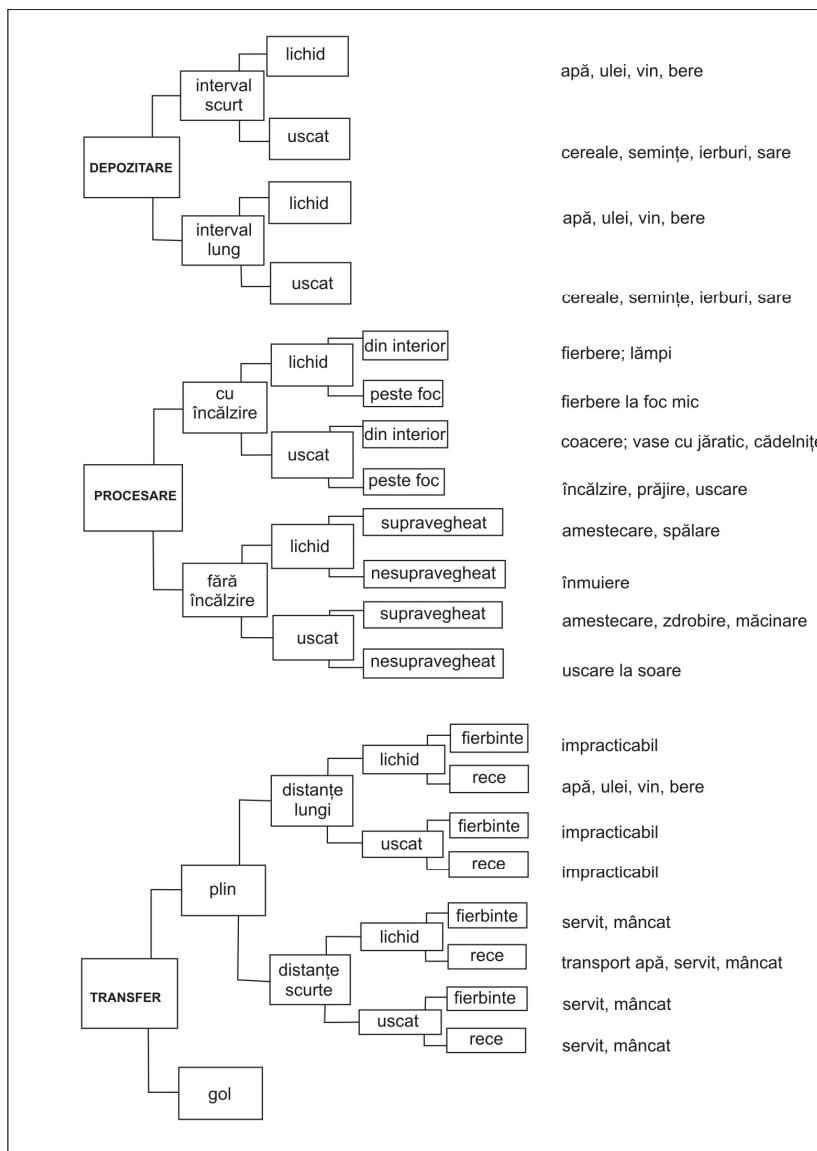 lichid
apă, ulei, vin, bere
interval
scurt
uscat
cereale, semințe, ierburi, sare
DEPOZITARE
lichid
apă, ulei, vin, bere
interval
lung
uscat
cereale, semințe, ierburi, sare
din interior
fierbere; lămpi
lichid
cu
încălzire
peste foc
fierbere la foc mic
din interior
coacere; vase cu jăratic, cădelnițe
uscat
peste foc
încălzire, prăjire, uscare
PROCESARE
supravegheat
amestecare, spălare
lichid
fără
încălzire
nesupravegheat
înmuiere
supravegheat
amestecare, zdrobire, măcinare
uscat
nesupravegheat
uscare la soare
fierbinte
impracticabil
lichid
rece
apă, ulei, vin, bere
distanțe
lungi
fierbinte
impracticabil
uscat
rece
impracticabil
plin
fierbinte
servit, mâncat
lichid
rece
transport apă, servit, mâncat
distanțe
scurte
fierbinte
servit, mâncat
uscat
rece
servit, mâncat
TRANSFER
gol